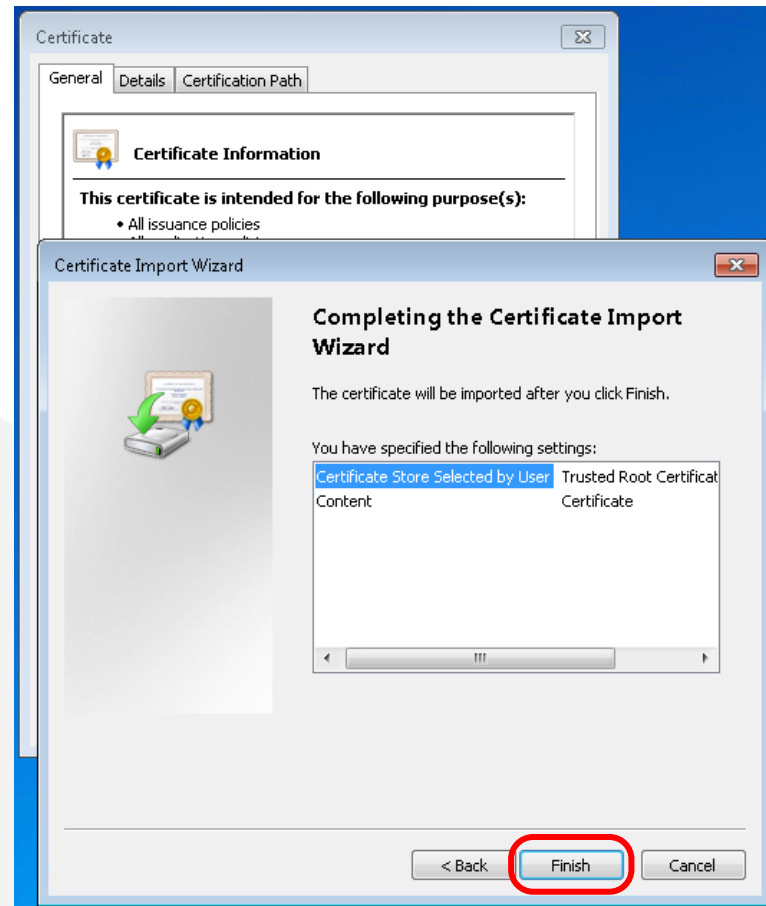 Certificate
General Details Certification Path
Certificate Information
This certificate is intended for the following purpose(s):
• All issuance policies
Certificate Import Wizard
Completing the Certificate Import
Wizard
The certificate will be imported after you click Finish.
You have specified the following settings:
Certificate Store Selected by User Trusted Root Certificat
Content Certificate
< Back Finish Cancel